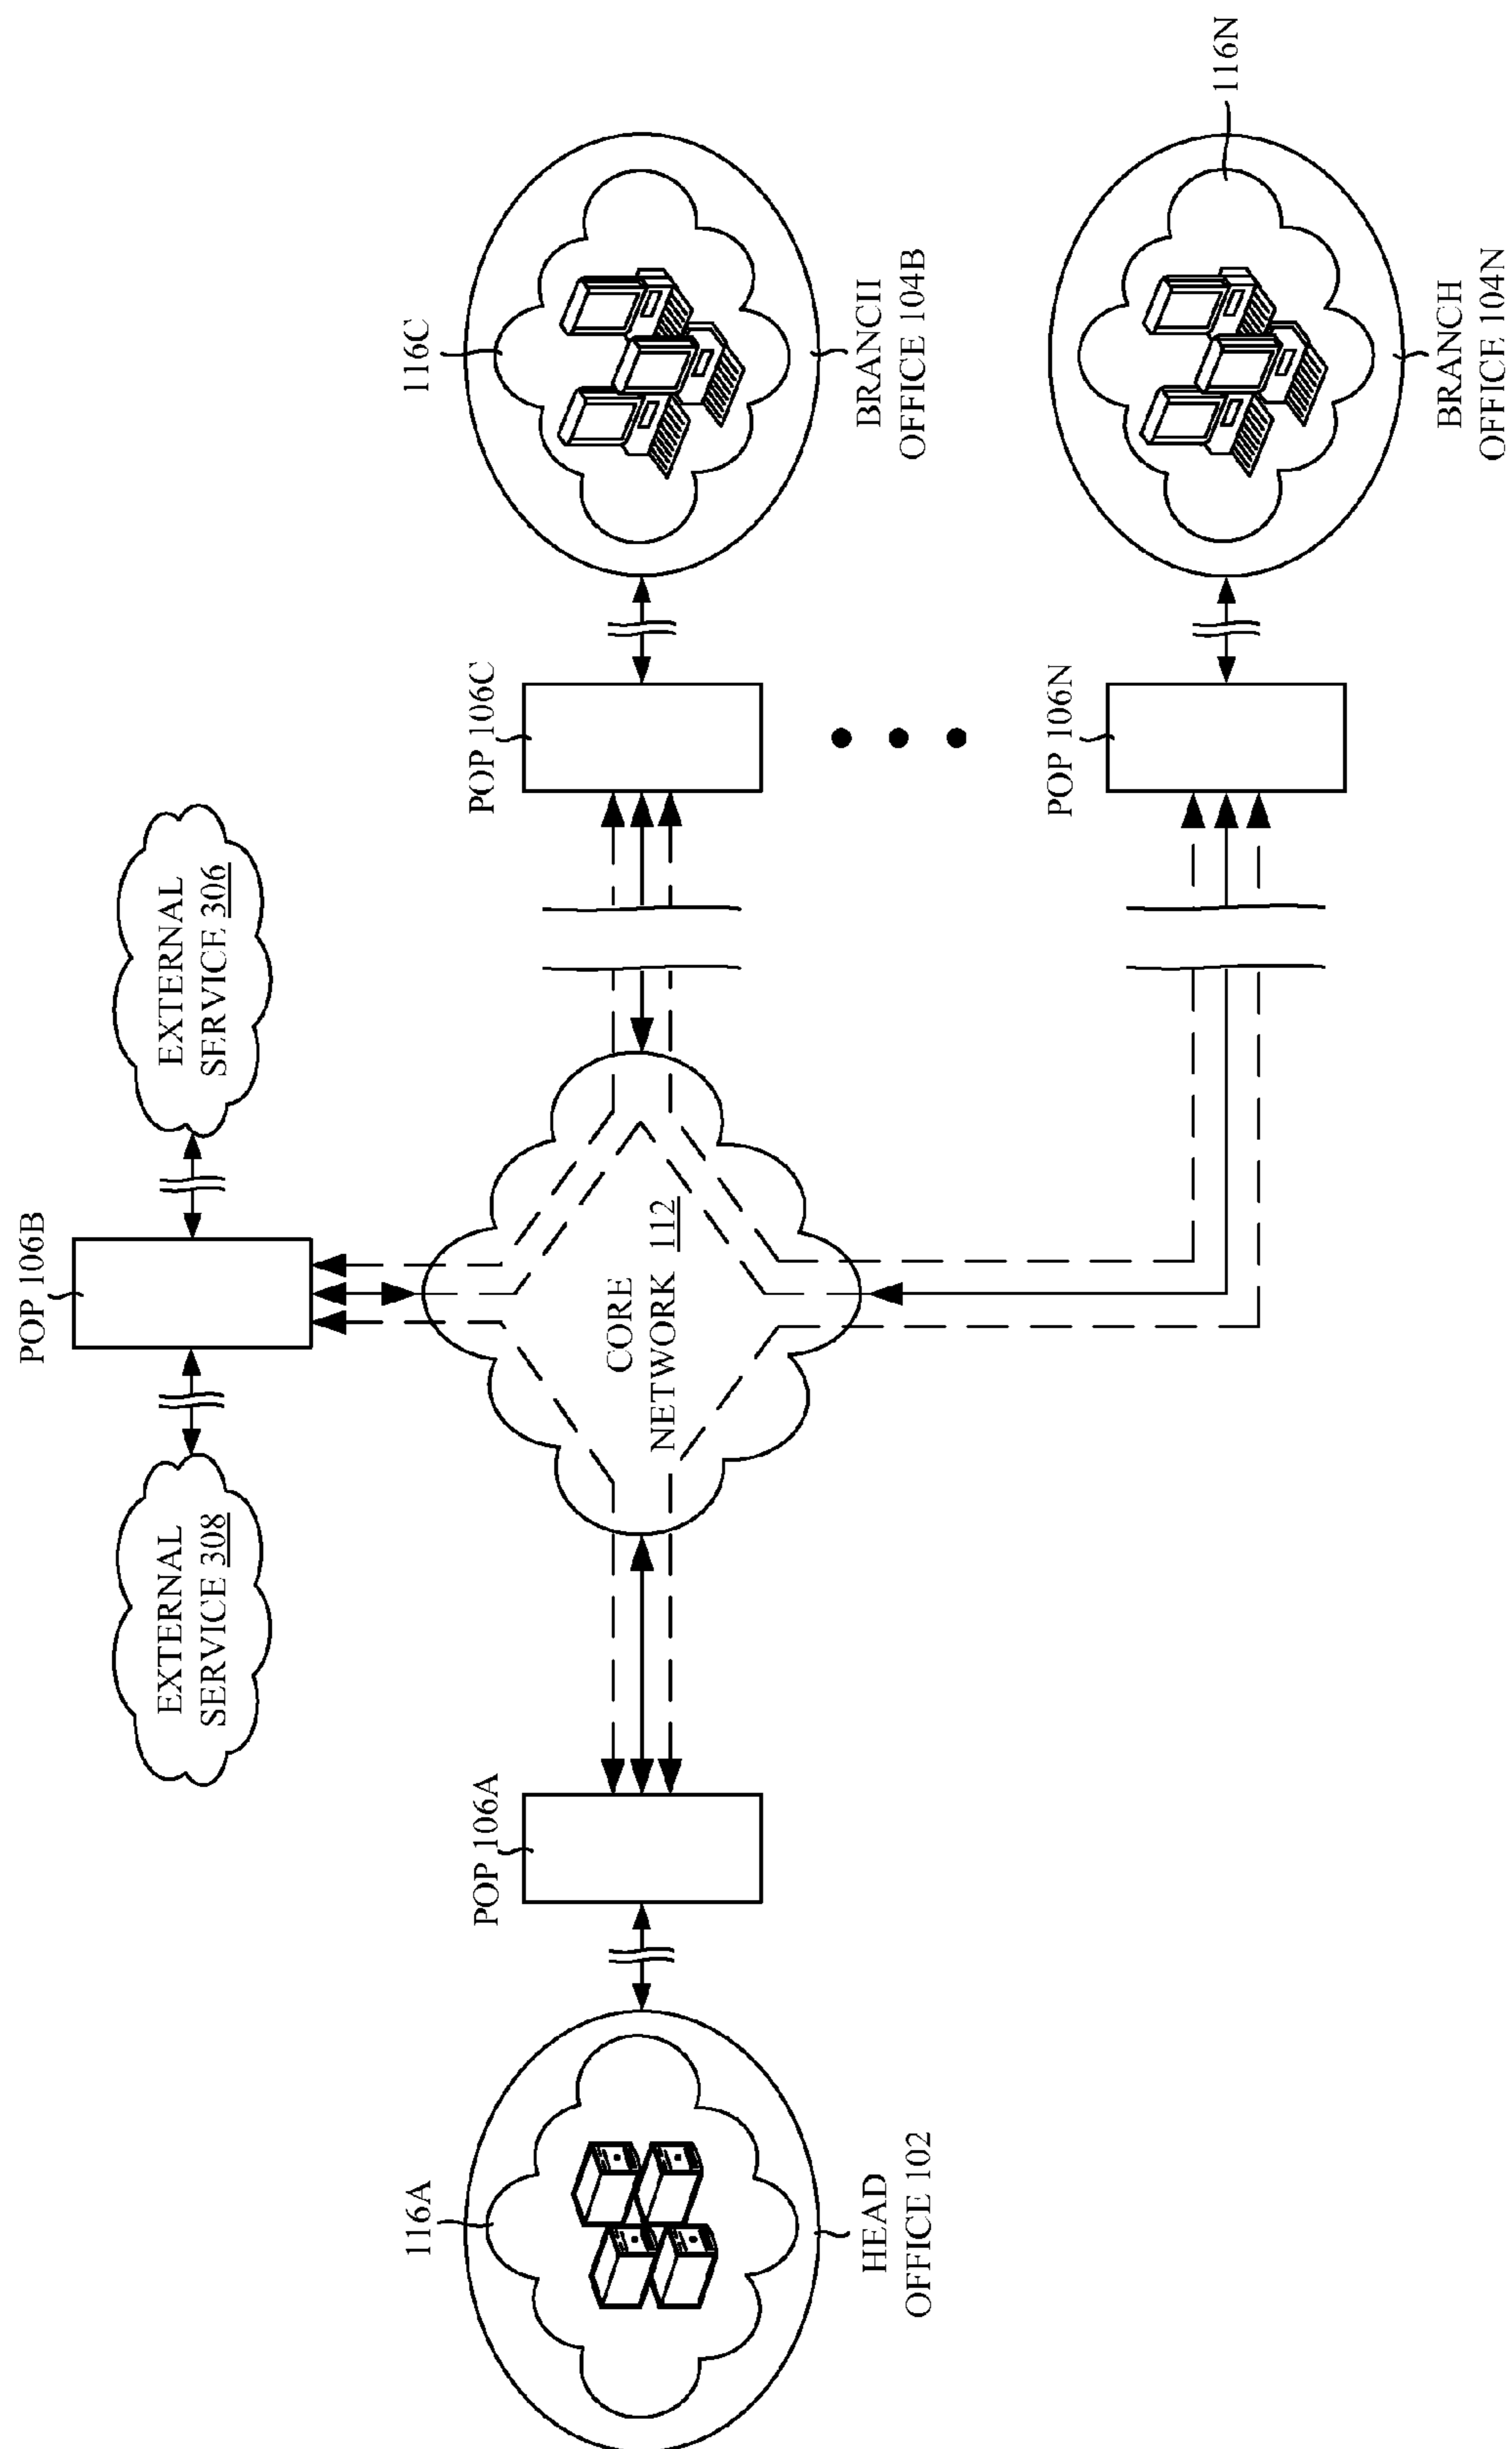 POP 106B
EXTERNAL
SERVICE 308
EXTERNAL
SERVICE 306
116A
HEAD
OFFICE 102
POP 106A
CORE
NETWORK 112
POP 106C
116C
BRANCH
OFFICE 104B
POP 106N
116N
BRANCH
OFFICE 104N